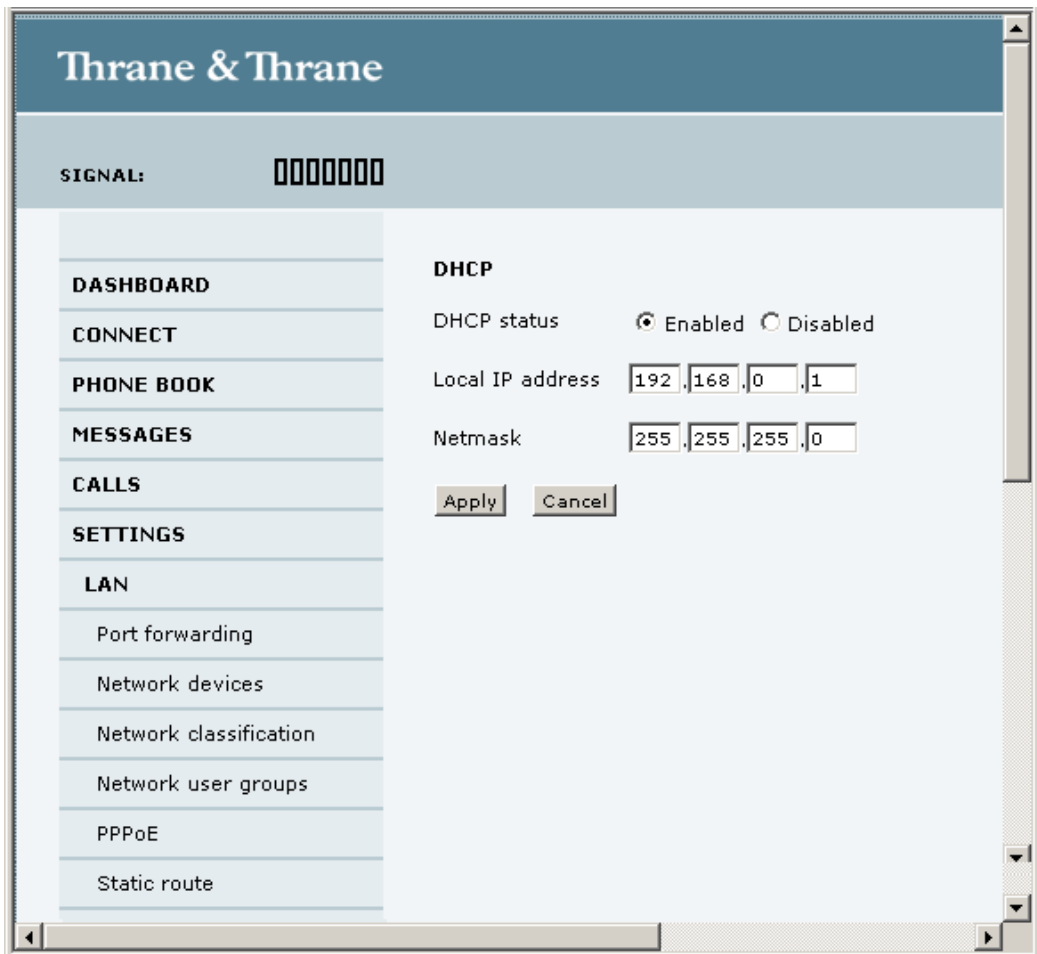 Thrane & Thrane
SIGNAL:
DASHBOARD
CONNECT
PHONE BOOK
MESSAGES
CALLS
SETTINGS
LAN
Port forwarding
Network devices
Network classification
Network user groups
PPPoE
Static route
DHCP
DHCP status Enabled Disabled
Local IP address 192 .168 .0 .1
Netmask 255 .255 .255 .0
Apply Cancel